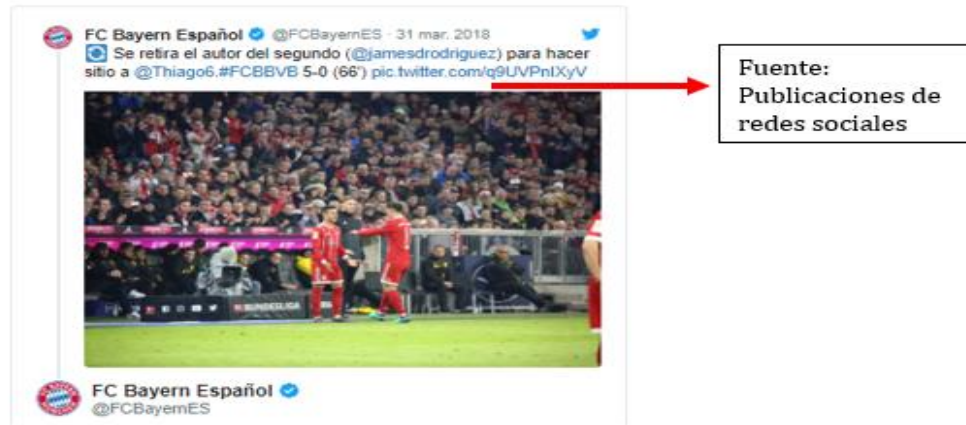 FC Bayern Español @FCBayernES · 31 mar. 2018
Se retira el autor del segundo (@jamesdrodriguez) para hacer
sitio a @Thiago6.#FCBBVB 5-0 (66') pic.twitter.com/q9UVPnIXyV
BUNDESLIGA
FC Bayern Español
@FCBayernES
Fuente:
Publicaciones de
redes sociales